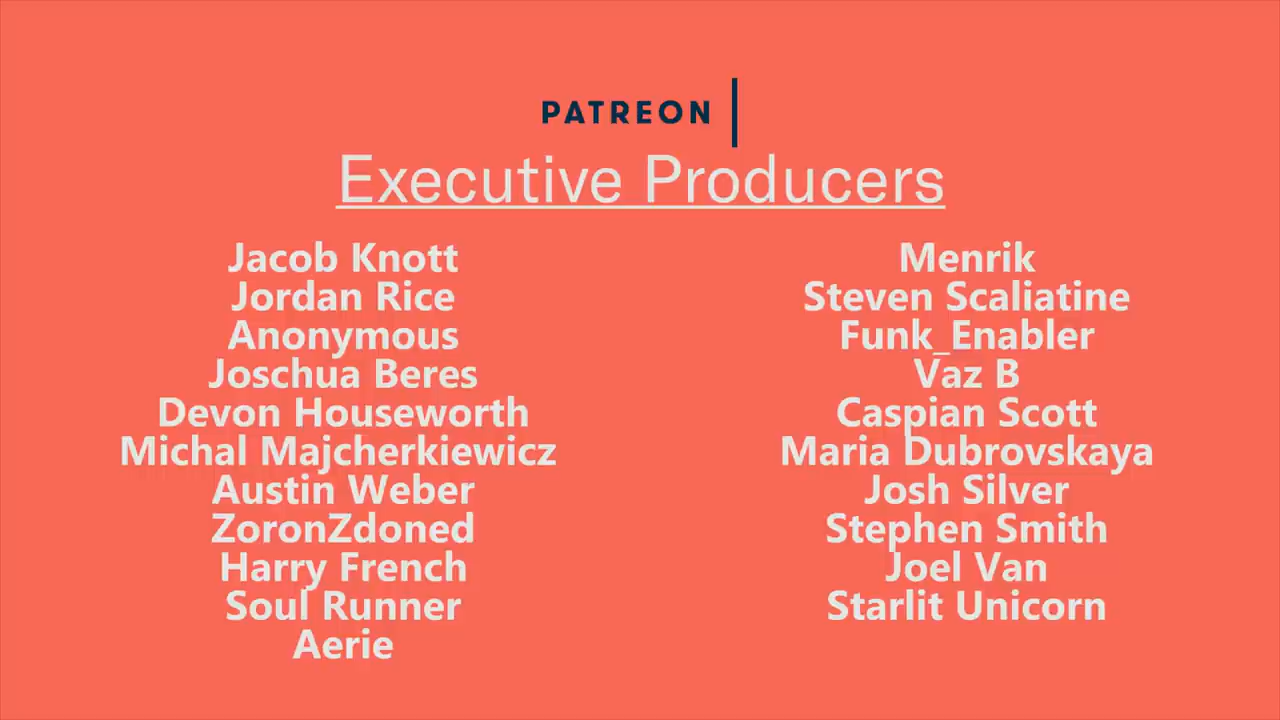 PATREON
Executive Producers
Jacob Knott
Jordan Rice
Anonymous
Joschua Beres
Devon Houseworth
Michal Majcherkiewicz
Austin Weber
ZoronZdoned
Harry French
Soul Runner
Aerie
Menrik
Steven Scaliatine
Funk_Enabler
Vaz B
Caspian Scott
Maria Dubrovskaya
Josh Silver
Stephen Smith
Joel Van
Starlit Unicorn